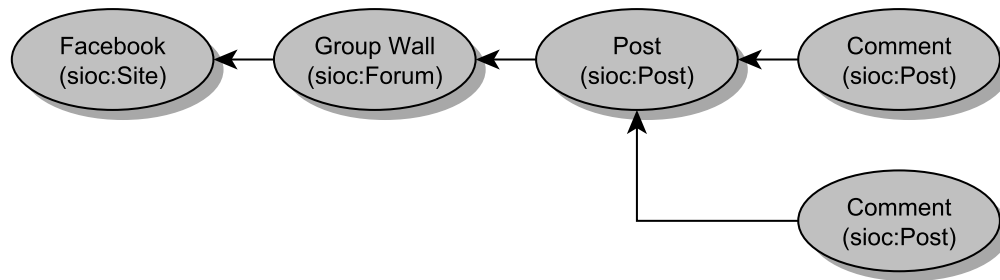 Facebook
(sioc:Site)
Group Wall
(sioc:Forum)
Post
(sioc:Post)
Comment
(sioc:Post)
Comment
(sioc:Post)